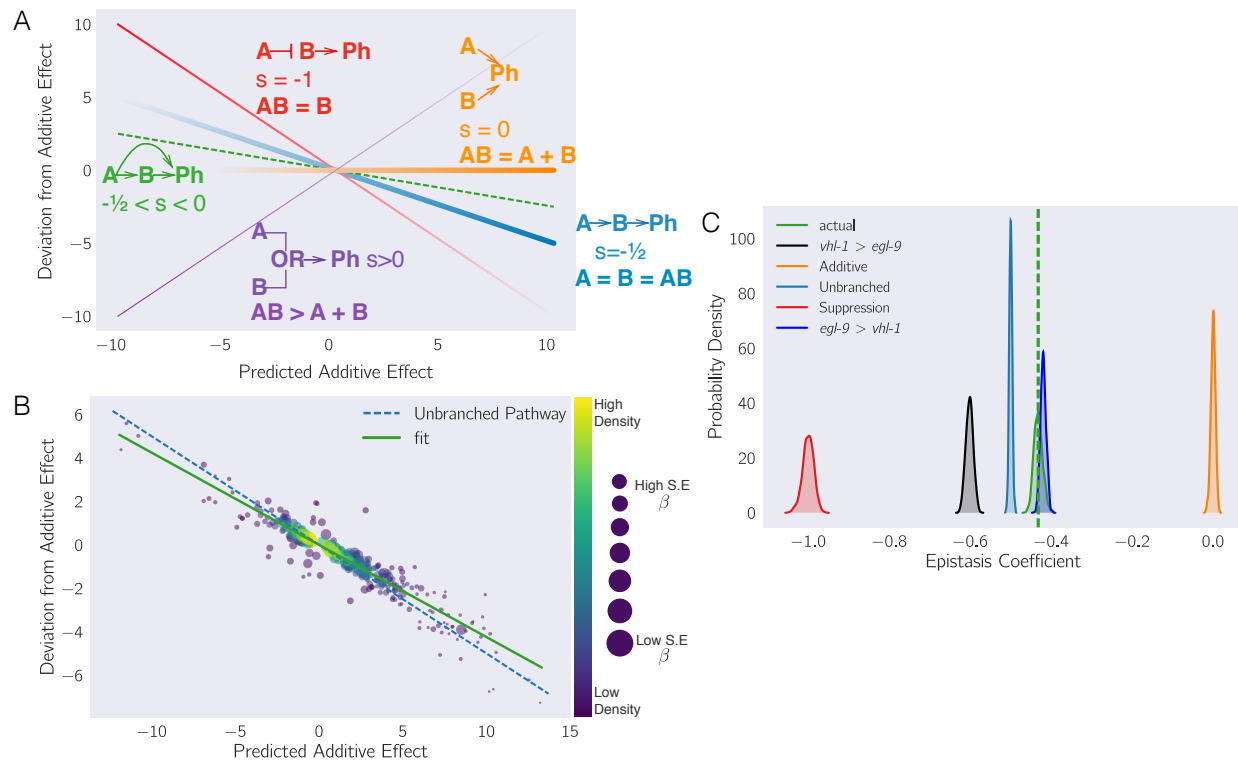 A
Deviation from Additive Effect
10
5
0
−5
−10
−10
−5
0
5
10
Predicted Additive Effect
A B Ph
s = -1
AB = B
A
Ph
B
s = 0
AB = A + B
A B Ph
-½ < s < 0
A
OR Ph s>0
B
AB > A + B
A B Ph
s=-½
A = B = AB
B
Deviation from Additive Effect
6
4
2
0
−2
−4
−6
−10
−5
0
5
10
15
Predicted Additive Effect
Unbranched Pathway
fit
High
Density
High S.E
β
Low S.E
β
Low
Density
C
Probability Density
100
80
60
40
20
0
−1.0
−0.8
−0.6
−0.4
−0.2
0.0
Epistasis Coefficient
actual
vhl-1 > egl-9
Additive
Unbranched
Suppression
egl-9 > vhl-1